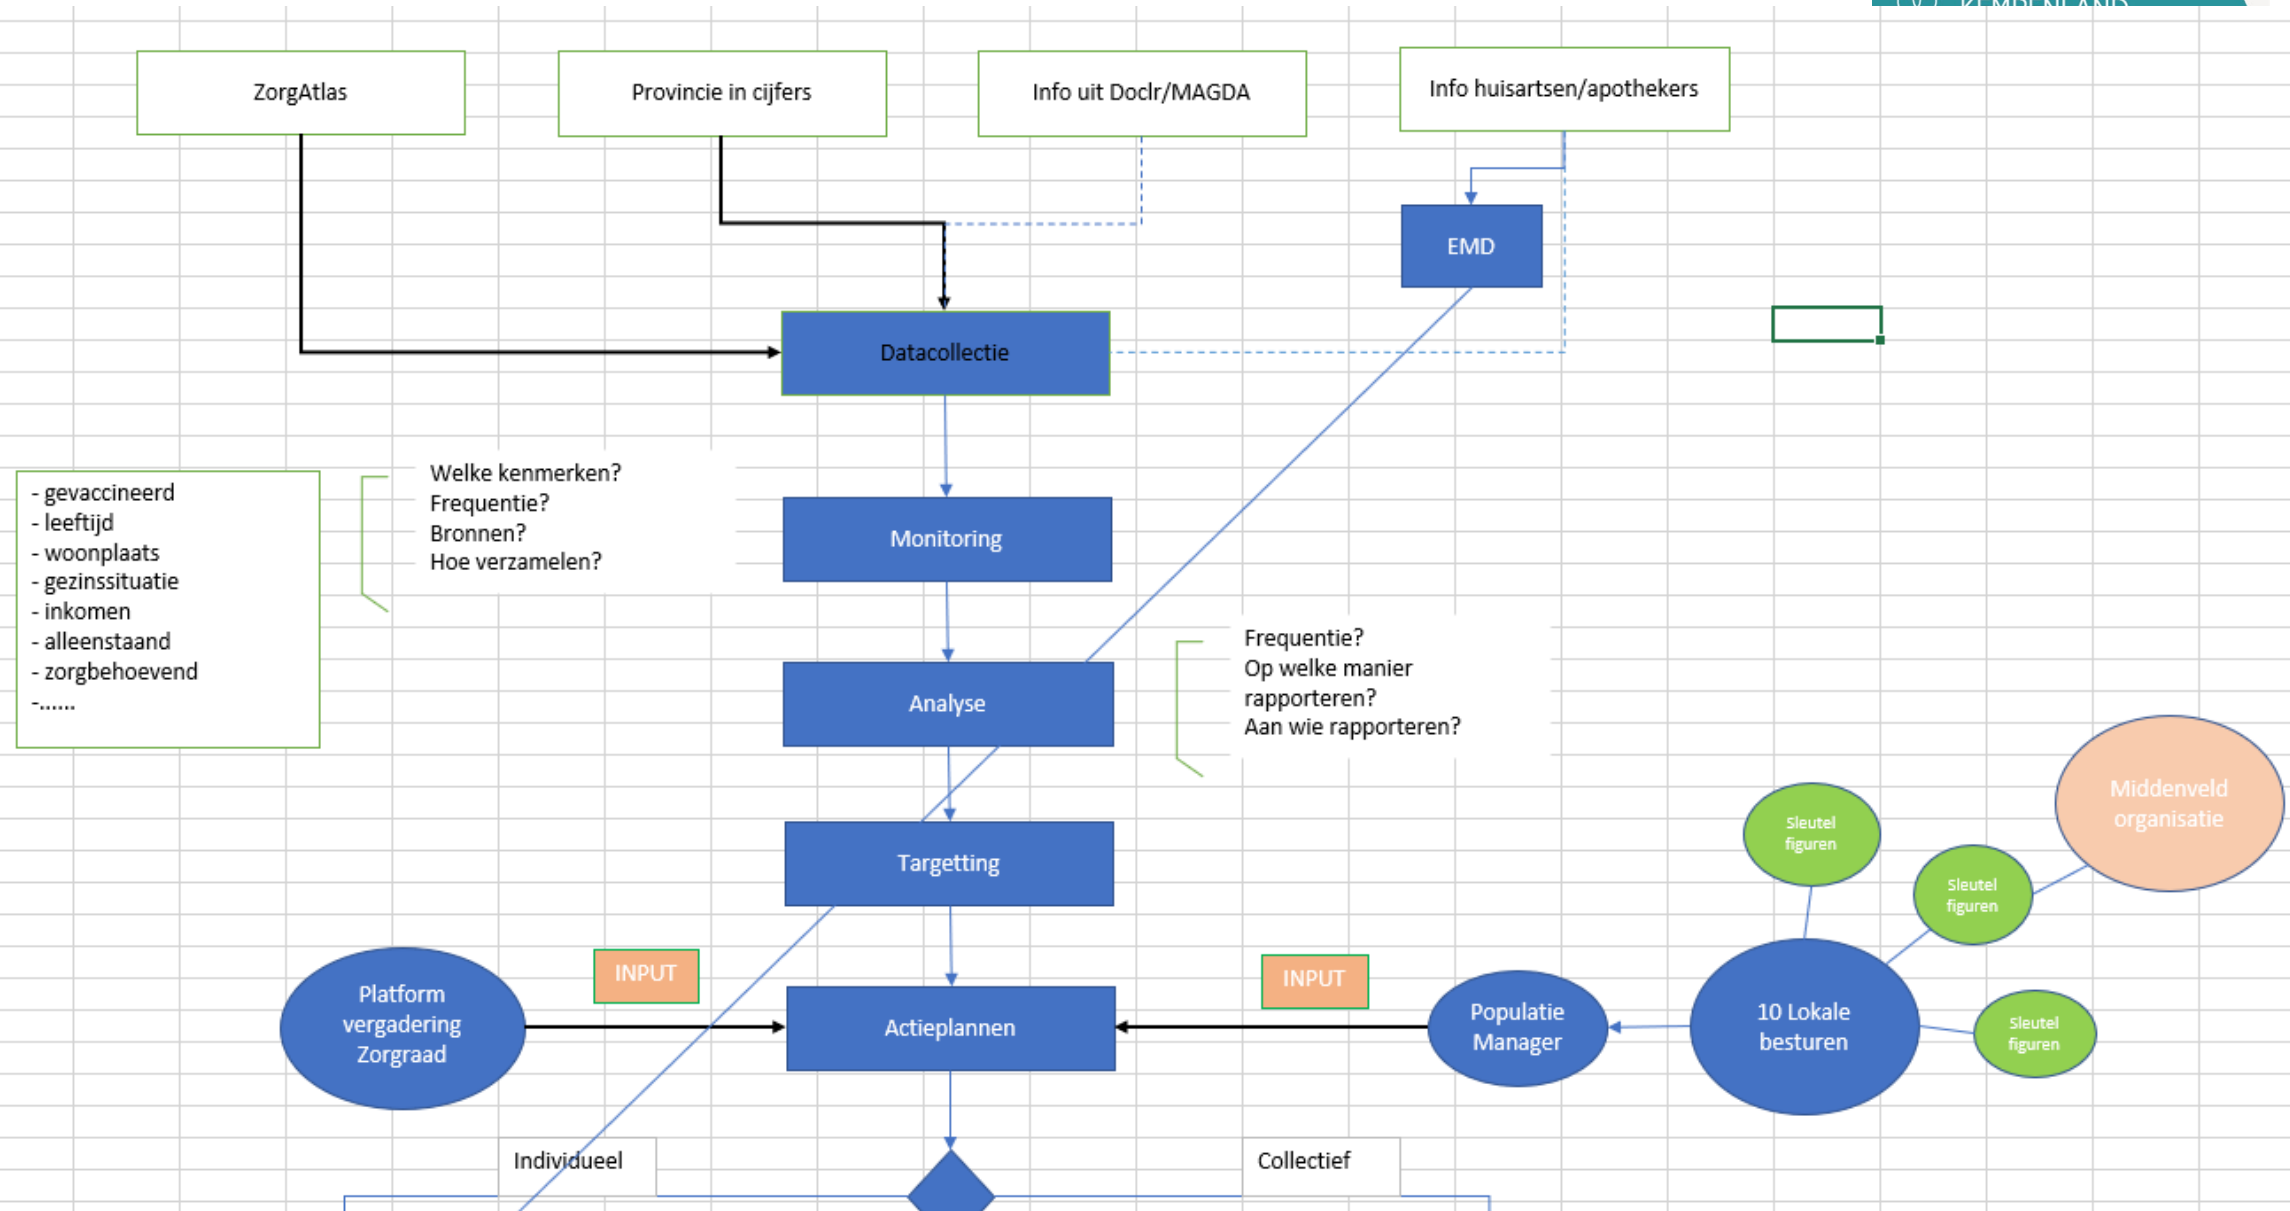 KEMPENLAND
ZorgAtlas
Provincie in cijfers
Info uit Doclr/MAGDA
Info huisartsen/apothekers
EMD
Datacollectie
Welke kenmerken?
Frequentie?
Bronnen?
Hoe verzamelen?
- gevaccineerd
- leeftijd
- woonplaats
- gezinssituatie
- inkomen
- alleenstaand
- zorgbehoevend
-......
Monitoring
Frequentie?
Op welke manier
rapporteren?
Aan wie rapporteren?
Analyse
Middenveld
organisatie
Sleutel
figuren
Targetting
Sleutel
figuren
INPUT
INPUT
Platform
vergadering
Zorgraad
Actieplannen
Populatie
Manager
10 Lokale
besturen
Sleutel
figuren
Individueel
Collectief